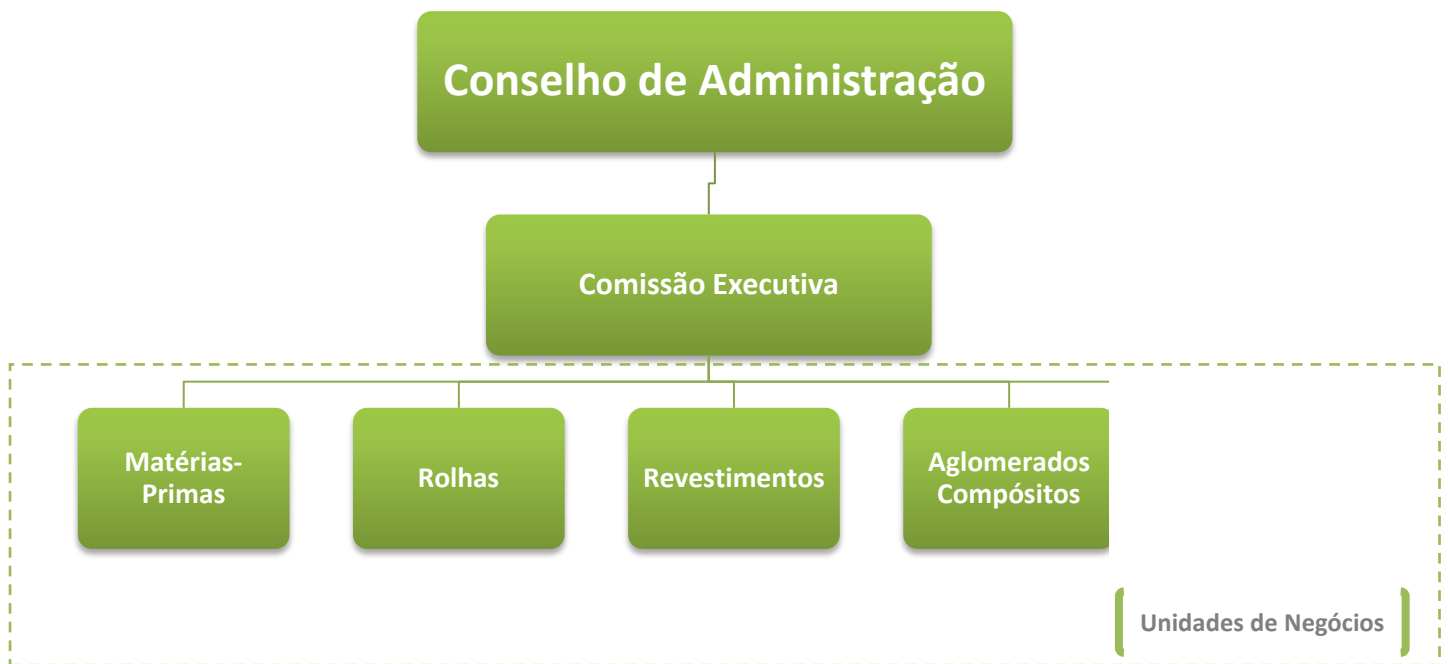 Conselho de Administração
Comissão Executiva
Matérias-
Primas
Rolhas
Revestimentos
Aglomerados
Compósitos
Unidades de Negócios